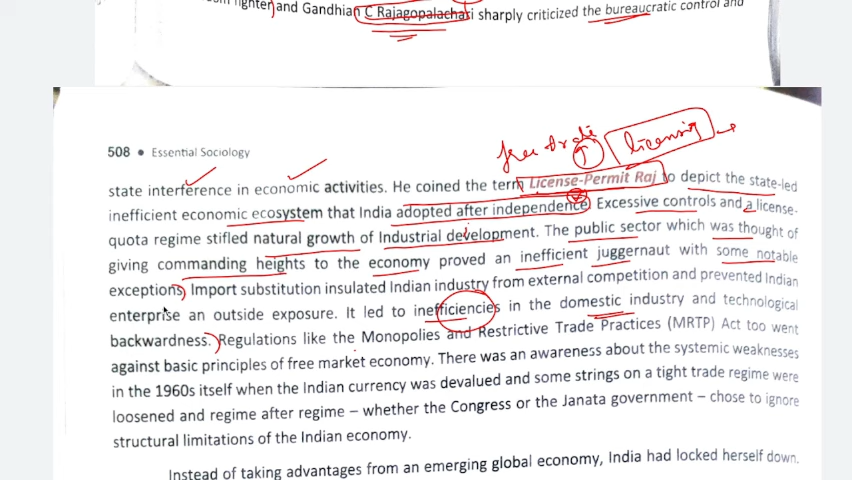 fighter and Gandhian C Rajagopalachari sharply criticized the bureaucratic control and
free trade
licensing
508 • Essential Sociology
state interference in economic activities. He coined the term License-Permit Raj to depict the state-led
inefficient economic ecosystem that India adopted after independence. Excessive controls and a license-
quota regime stifled natural growth of Industrial development. The public sector which was thought of
giving commanding heights to the economy proved an inefficient juggernaut with some notable
exceptions. Import substitution insulated Indian industry from external competition and prevented Indian
enterprise an outside exposure. It led to inefficiencies in the domestic industry and technological
backwardness. Regulations like the Monopolies and Restrictive Trade Practices (MRTP) Act too went
against basic principles of free market economy. There was an awareness about the systemic weaknesses
in the 1960s itself when the Indian currency was devalued and some strings on a tight trade regime were
loosened and regime after regime – whether the Congress or the Janata government – chose to ignore
structural limitations of the Indian economy.
Instead of taking advantages from an emerging global economy, India had locked herself down.